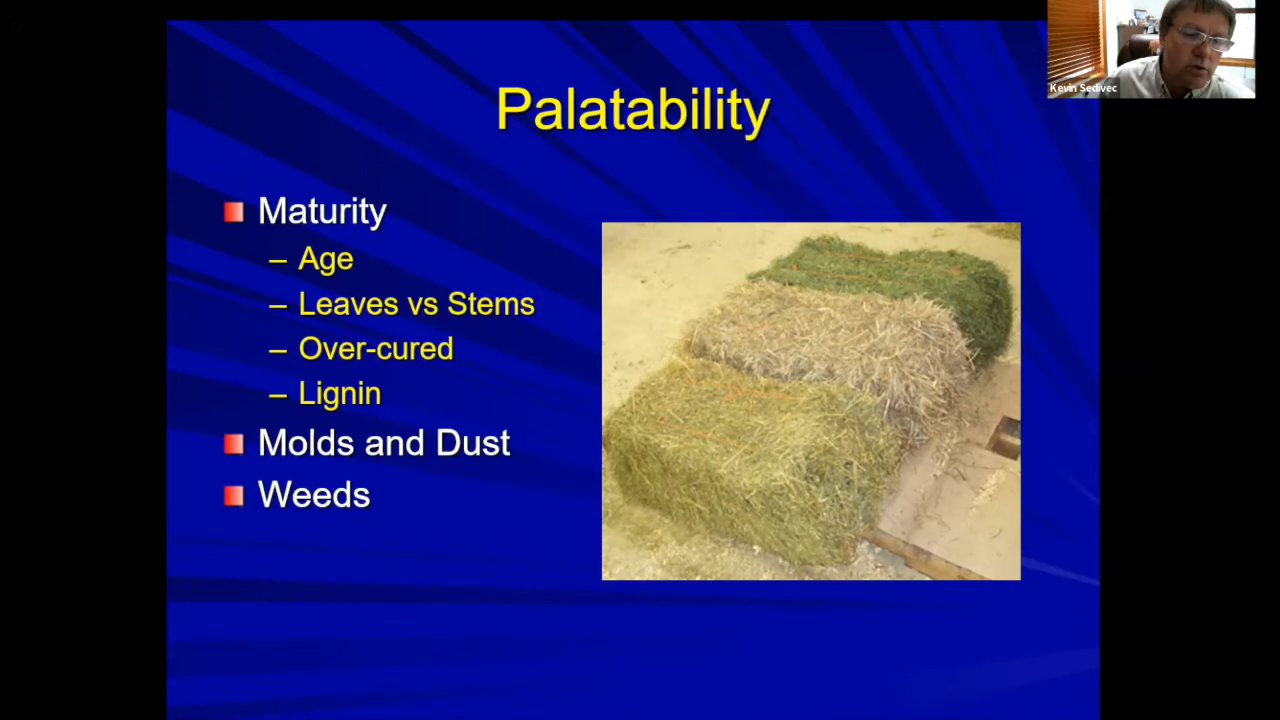 Kevin Sedivec
Palatability
Maturity
– Age
– Leaves vs Stems
– Over-cured
– Lignin
Molds and Dust
Weeds